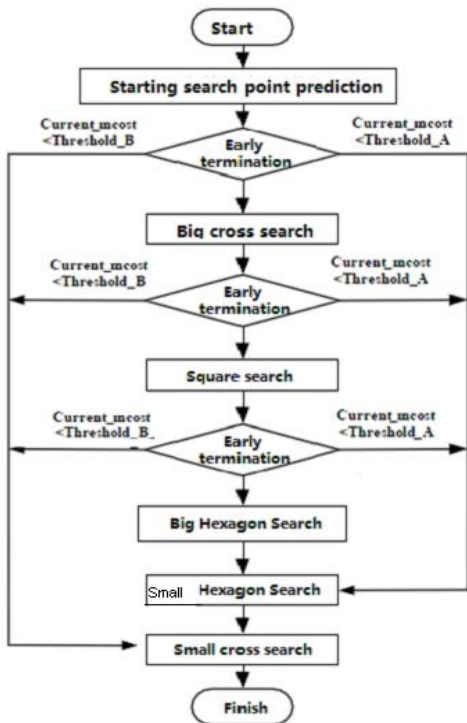 Start
Starting search point prediction
Current_mcost
<Threshold_B
Current_mcost
<Threshold_A
Early
termination
Big cross search
Current_mcost
<Threshold_B
Current_mcost
<Threshold_A
Early
termination
Square search
Current_mcost
<Threshold_B
Current_mcost
<Threshold_A
Early
termination
Big Hexagon Search
Small Hexagon Search
Small cross search
Finish